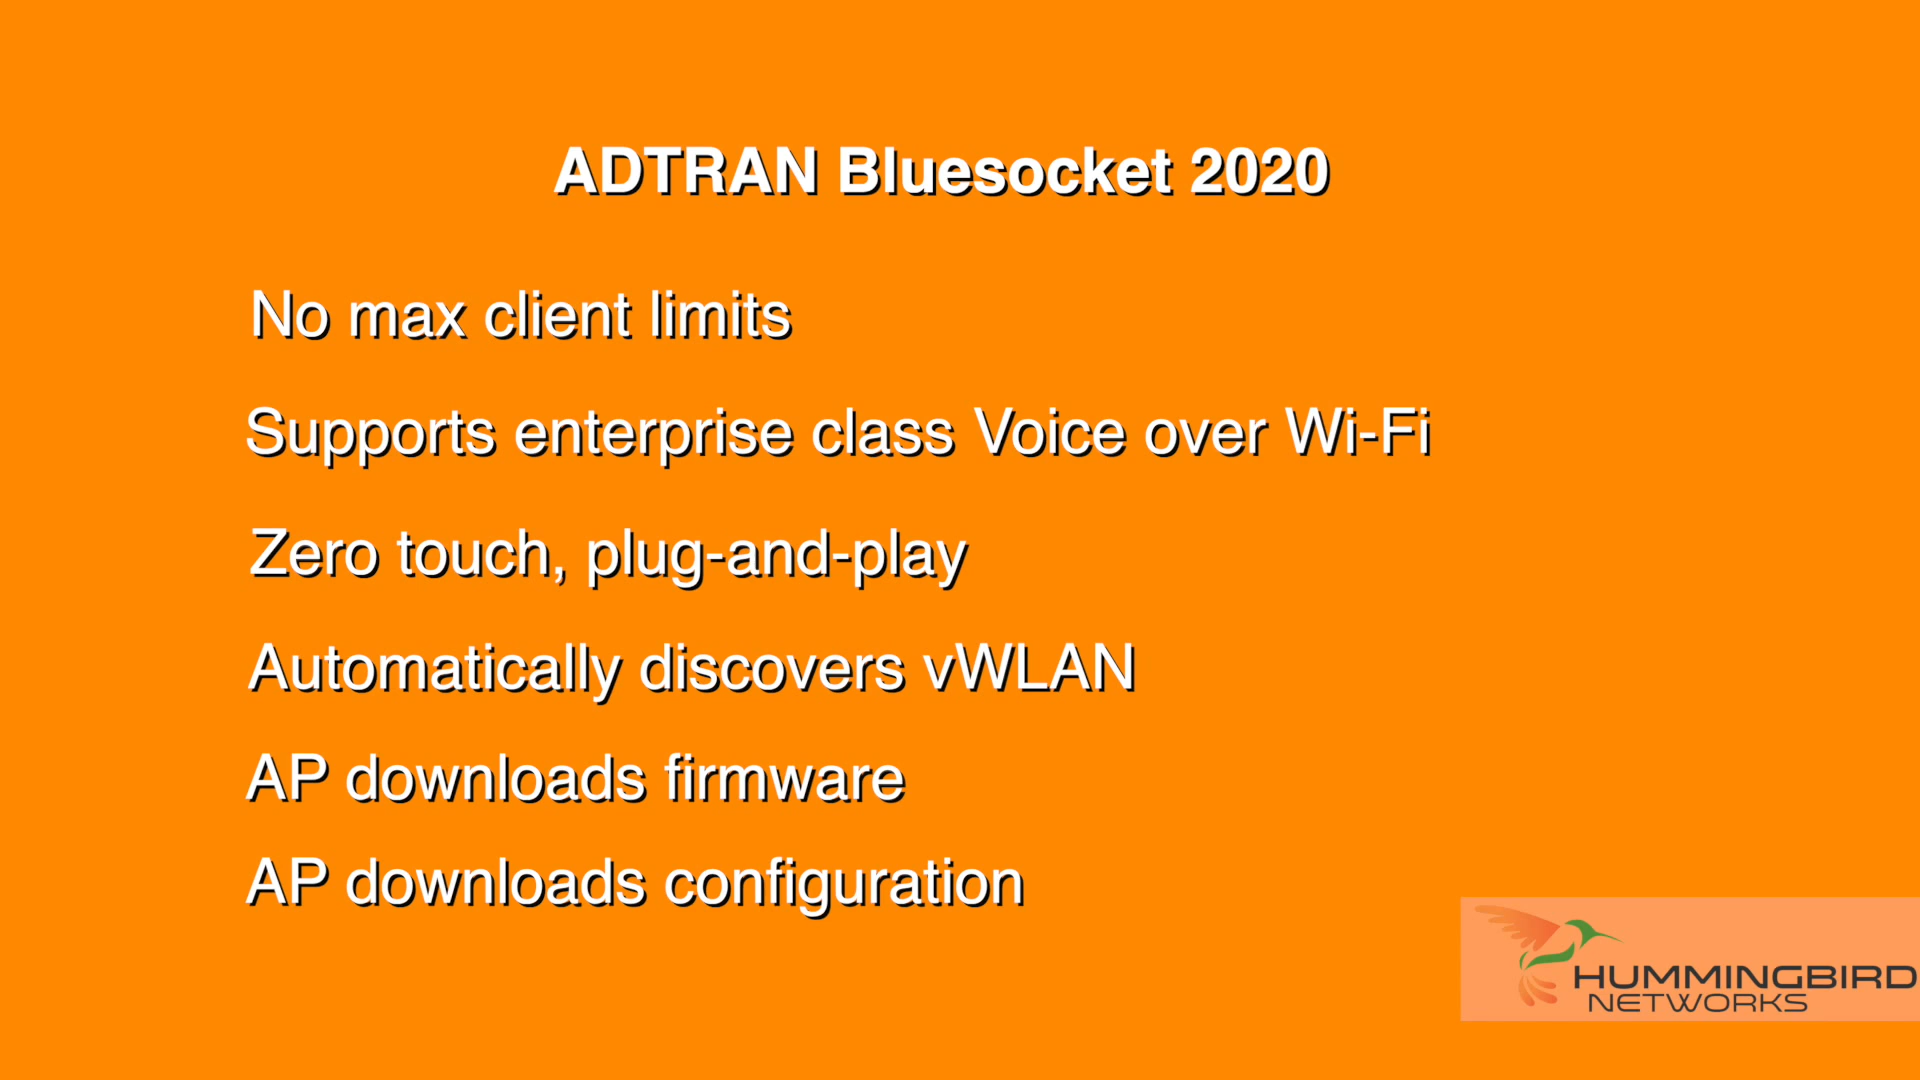 ADTRAN Bluesocket 2020
No max client limits
Supports enterprise class Voice over Wi-Fi
Zero touch, plug-and-play
Automatically discovers vWLAN
AP downloads firmware
AP downloads configuration
HUMMINGBIRD
NETWORKS